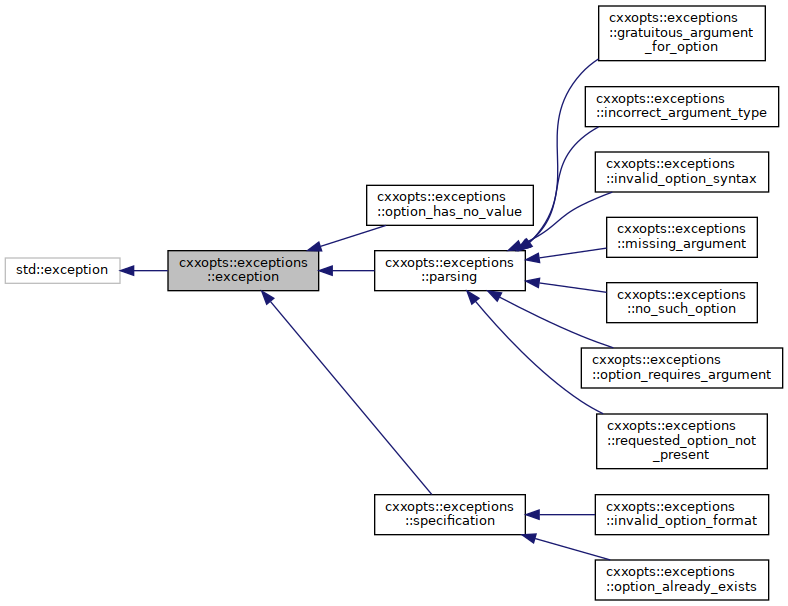 std::exception
cxxopts::exceptions
::exception
cxxopts::exceptions
::option_has_no_value
cxxopts::exceptions
::parsing
cxxopts::exceptions
::specification
cxxopts::exceptions
::gratuitous_argument
_for_option
cxxopts::exceptions
::incorrect_argument_type
cxxopts::exceptions
::invalid_option_syntax
cxxopts::exceptions
::missing_argument
cxxopts::exceptions
::no_such_option
cxxopts::exceptions
::option_requires_argument
cxxopts::exceptions
::requested_option_not
_present
cxxopts::exceptions
::invalid_option_format
cxxopts::exceptions
::option_already_exists